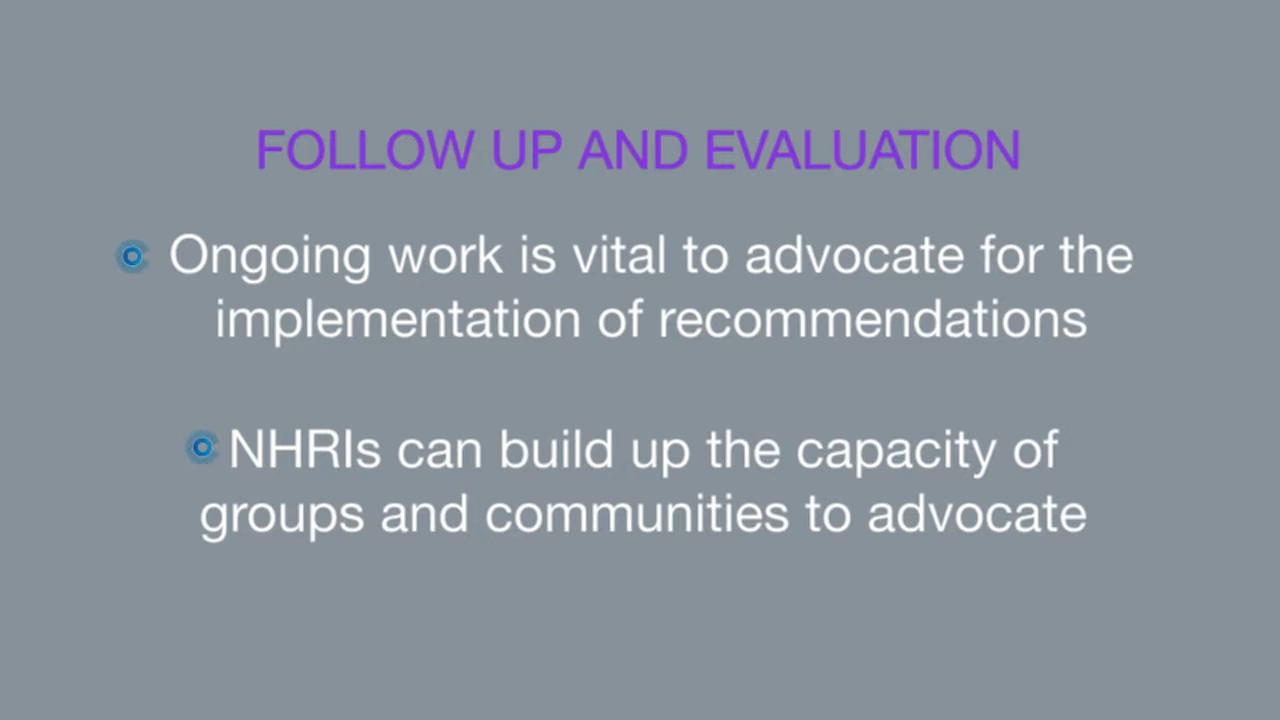 FOLLOW UP AND EVALUATION
Ongoing work is vital to advocate for the
implementation of recommendations
NHRIs can build up the capacity of
groups and communities to advocate